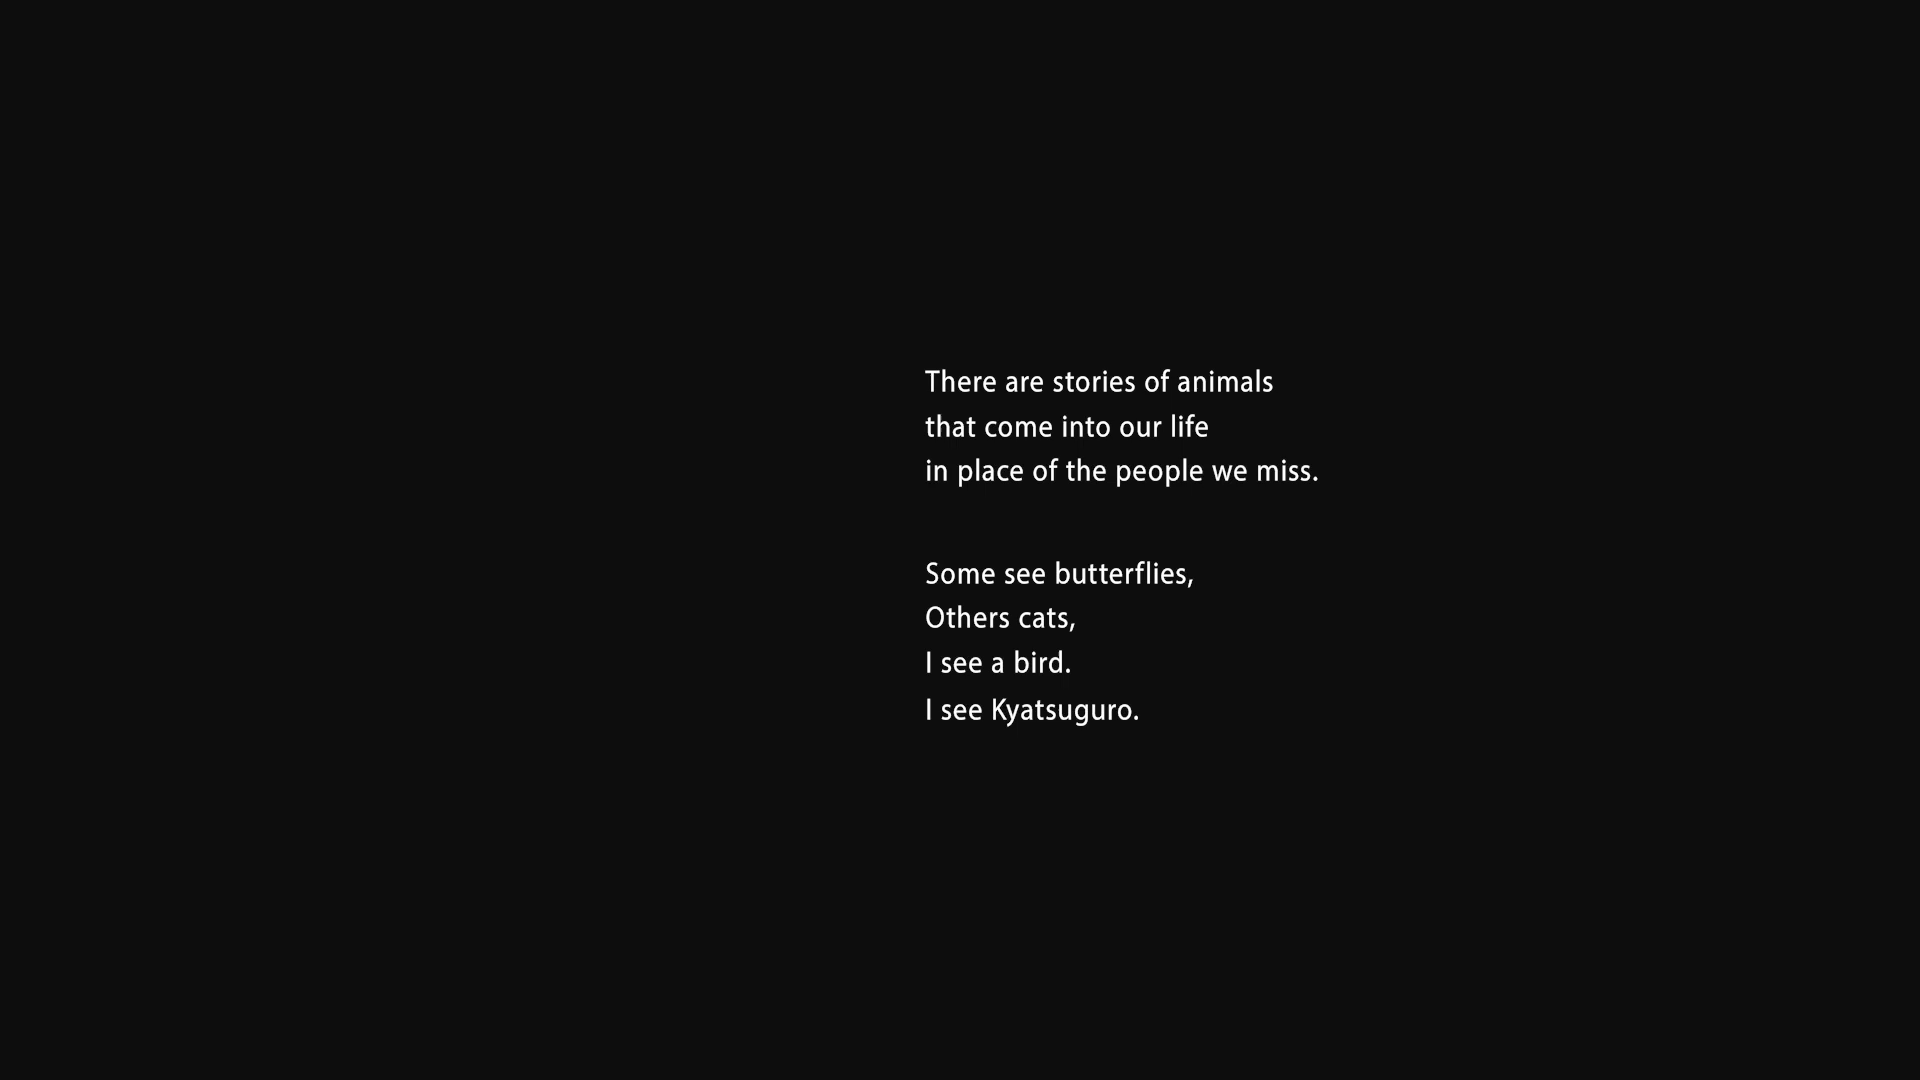 There are stories of animals
that come into our life
in place of the people we miss.
Some see butterflies,
Others cats,
I see a bird.
I see Kyatsuguro.